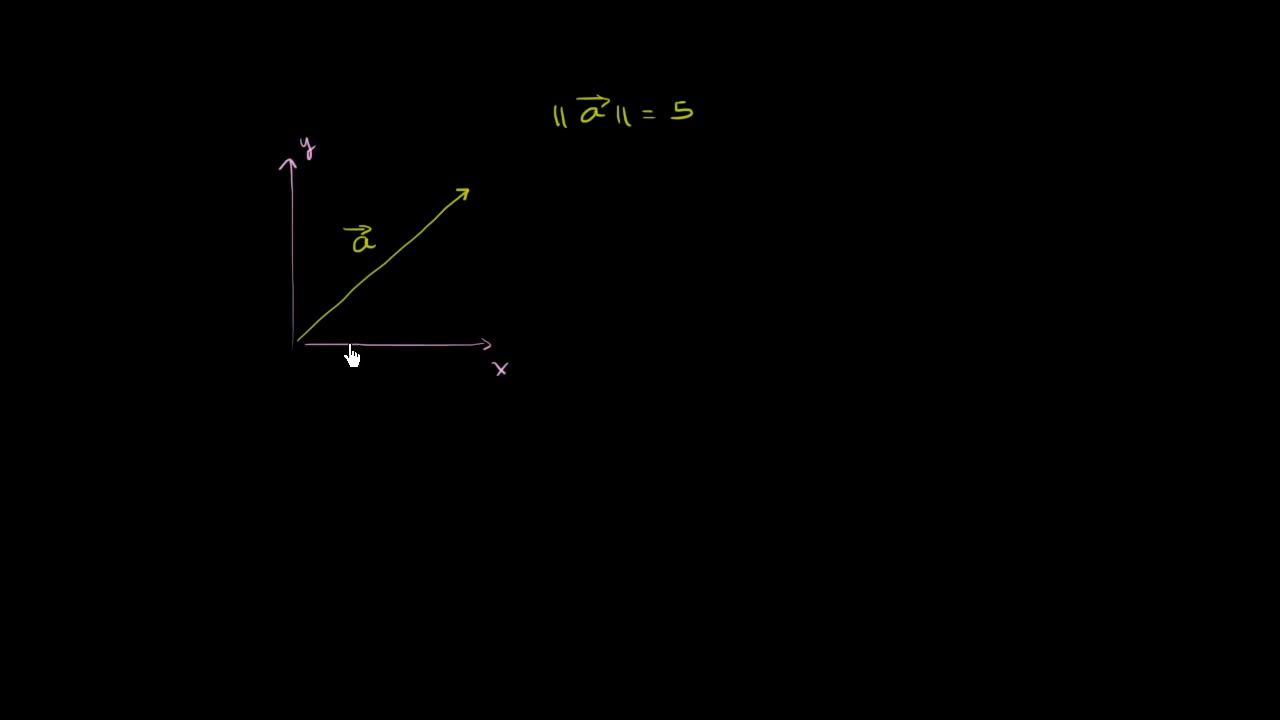 ‖ a⃗ ‖ = 5
y
a⃗
x